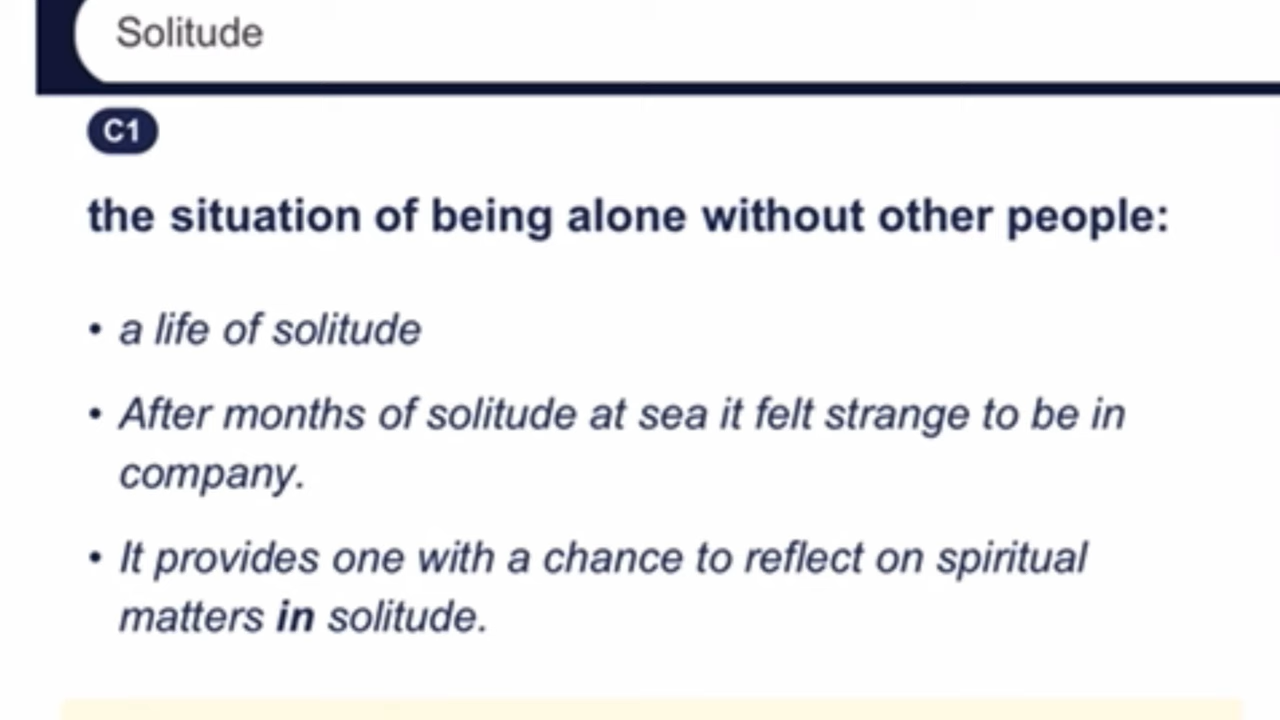 Solitude
C1
the situation of being alone without other people:
• a life of solitude
• After months of solitude at sea it felt strange to be in
company.
• It provides one with a chance to reflect on spiritual
matters in solitude.